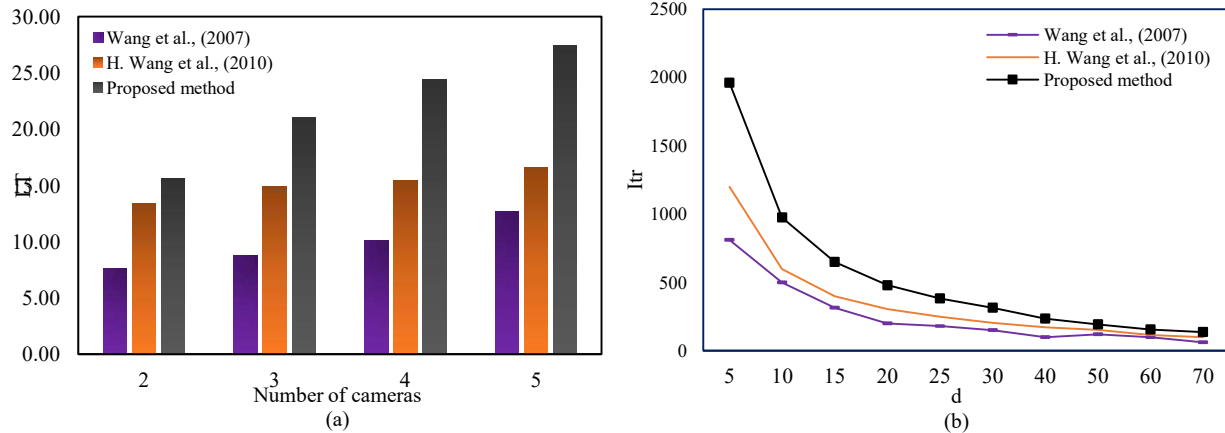 30.00
25.00
20.00
15.00
10.00
5.00
0.00
Wang et al., (2007)
H. Wang et al., (2010)
Proposed method
2 3 4 5
Number of cameras
(a)
2500
2000
1500
1000
500
0
Itr
Wang et al., (2007)
H. Wang et al., (2010)
Proposed method
5 10 15 20 25 30 40 50 60 70
d
(b)